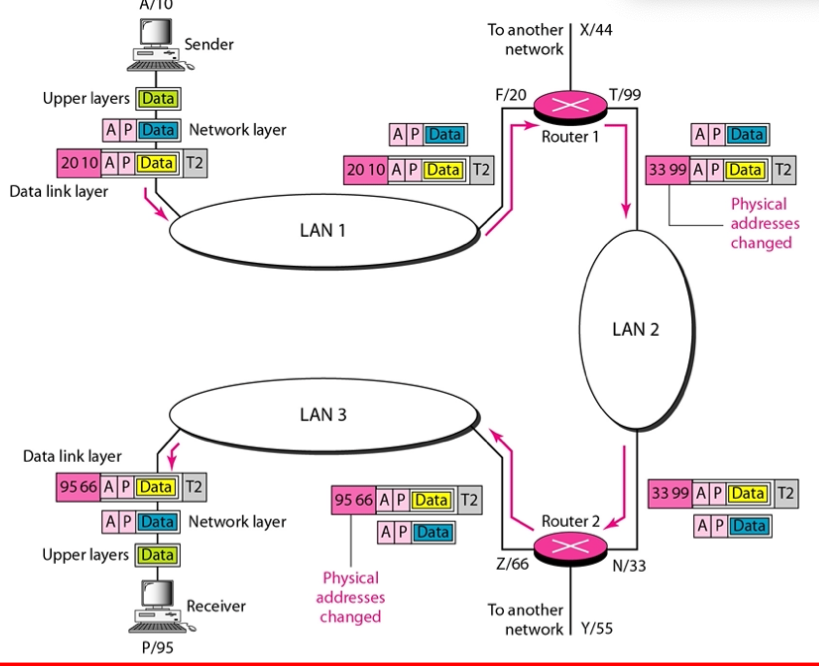 A/10
Sender
Upper layers Data
A P Data Network layer
20 10 A P Data T2
Data link layer
LAN 1
A P Data
20 10 A P Data T2
To another
network
X/44
F/20
T/99
Router 1
A P Data
33 99 A P Data T2
Physical
addresses
changed
LAN 2
33 99 A P Data T2
A P Data
Router 2
Z/66
N/33
To another
network
Y/55
95 66 A P Data T2
A P Data
Physical
addresses
changed
LAN 3
Data link layer
95 66 A P Data T2
A P Data Network layer
Upper layers Data
Receiver
P/95